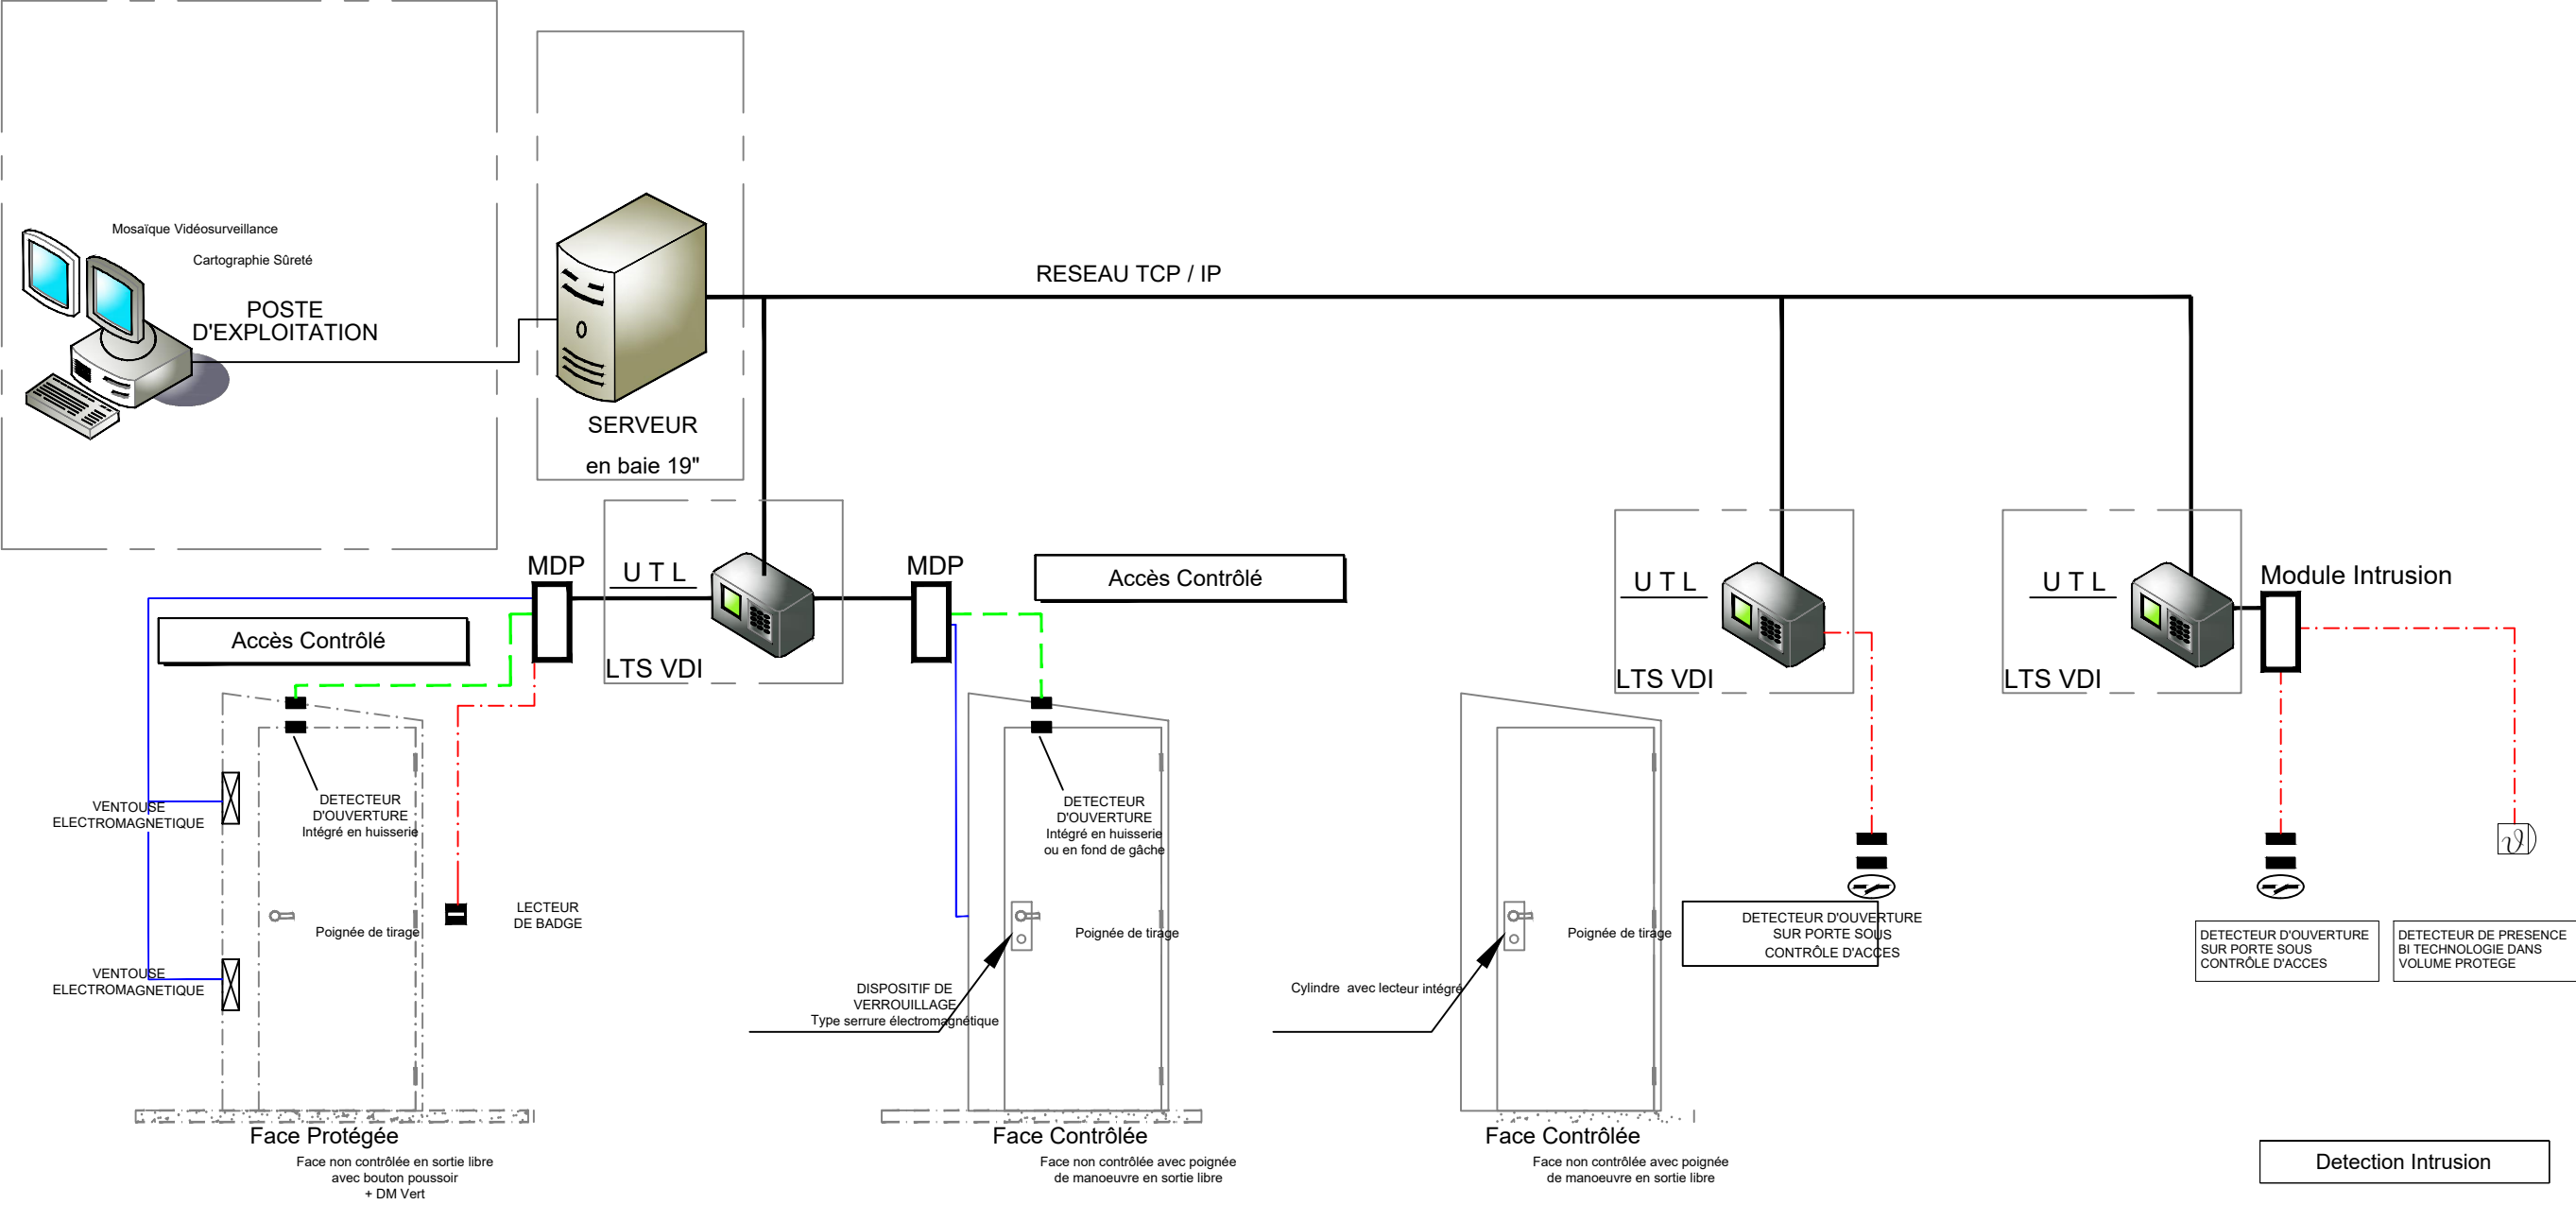 Mosaïque Vidéosurveillance
Cartographie Sûreté
POSTE
D'EXPLOITATION
SERVEUR
en baie 19"
RESEAU TCP / IP
MDP
U T L
LTS VDI
MDP
Accès Contrôlé
Accès Contrôlé
U T L
LTS VDI
U T L
LTS VDI
Module Intrusion
VENTOUSE
ELECTROMAGNETIQUE
DETECTEUR
D'OUVERTURE
Intégré en huisserie
Poignée de tirage
LECTEUR
DE BADGE
VENTOUSE
ELECTROMAGNETIQUE
Face Protégée
Face non contrôlée en sortie libre
avec bouton poussoir
+ DM Vert
DETECTEUR
D'OUVERTURE
Intégré en huisserie
ou en fond de gâche
Poignée de tirage
DISPOSITIF DE
VERROUILLAGE
Type serrure électromagnétique
Face Contrôlée
Face non contrôlée avec poignée
de manoeuvre en sortie libre
Poignée de tirage
Cylindre avec lecteur intégré
Face Contrôlée
Face non contrôlée avec poignée
de manoeuvre en sortie libre
DETECTEUR D'OUVERTURE
SUR PORTE SOUS
CONTRÔLE D'ACCES
DETECTEUR D'OUVERTURE
SUR PORTE SOUS
CONTRÔLE D'ACCES
DETECTEUR DE PRESENCE
BI TECHNOLOGIE DANS
VOLUME PROTEGE
Detection Intrusion